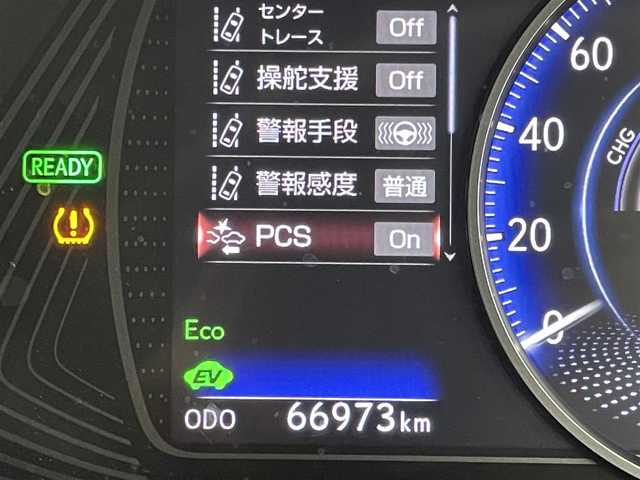 センター
トレース Off
操舵支援 Off
警報手段
警報感度 普通
PCS On
READY
Eco
EV
ODO 66973km
60
40
20
0
CHG